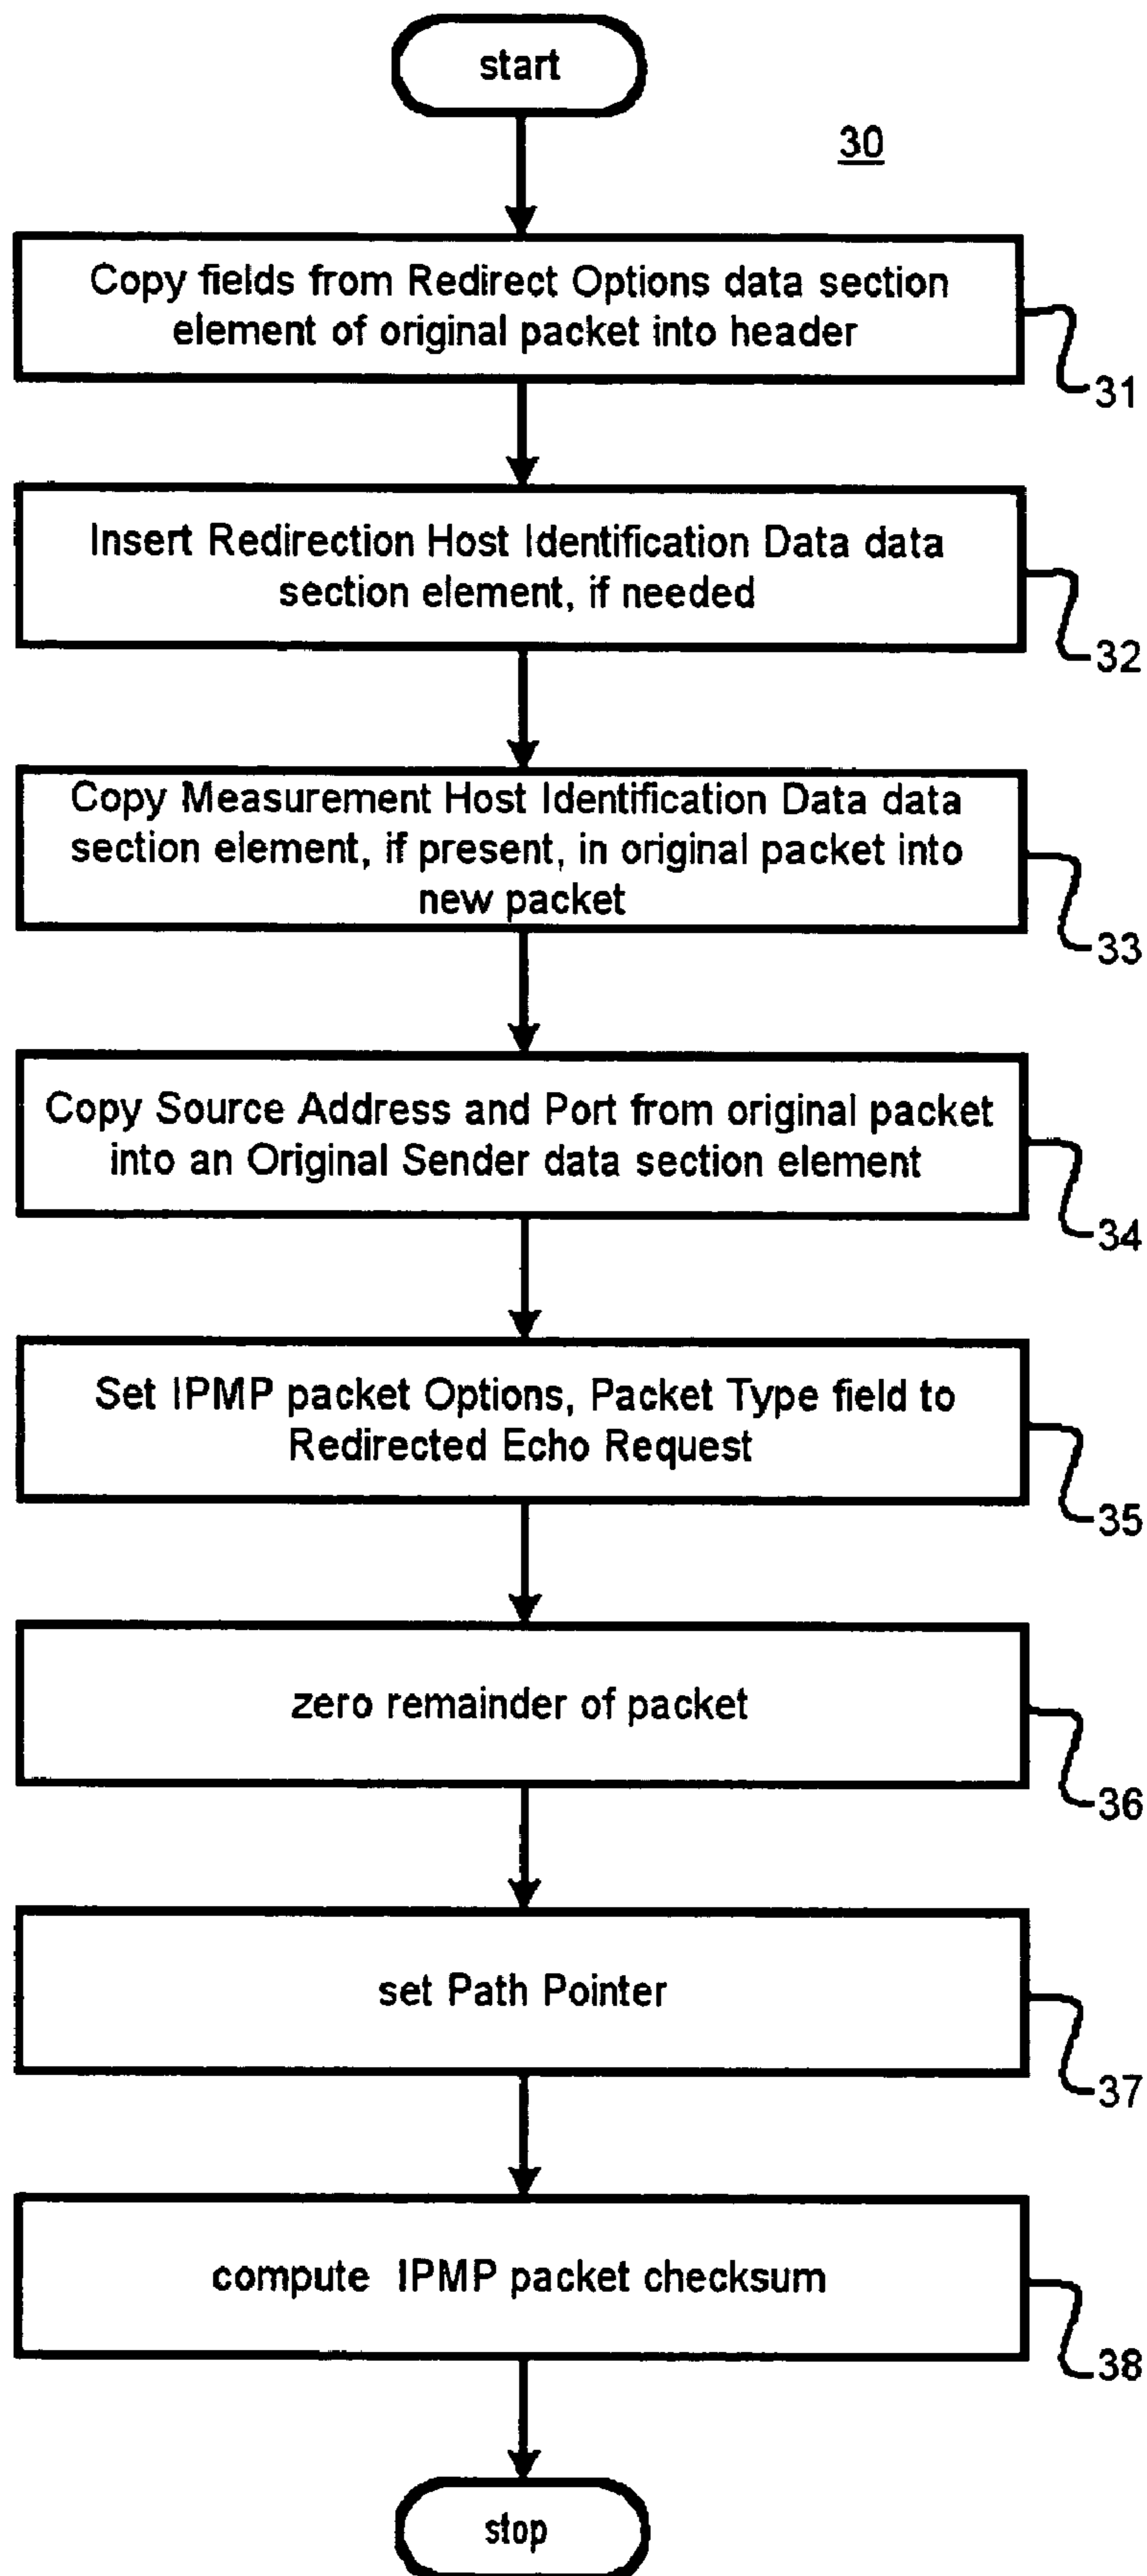 start
30
Copy fields from Redirect Options data section
element of original packet into header
31
Insert Redirection Host Identification Data data
section element, if needed
32
Copy Measurement Host Identification Data data
section element, if present, in original packet into
new packet
33
Copy Source Address and Port from original packet
into an Original Sender data section element
34
Set IPMP packet Options, Packet Type field to
Redirected Echo Request
35
zero remainder of packet
36
set Path Pointer
37
compute IPMP packet checksum
38
stop